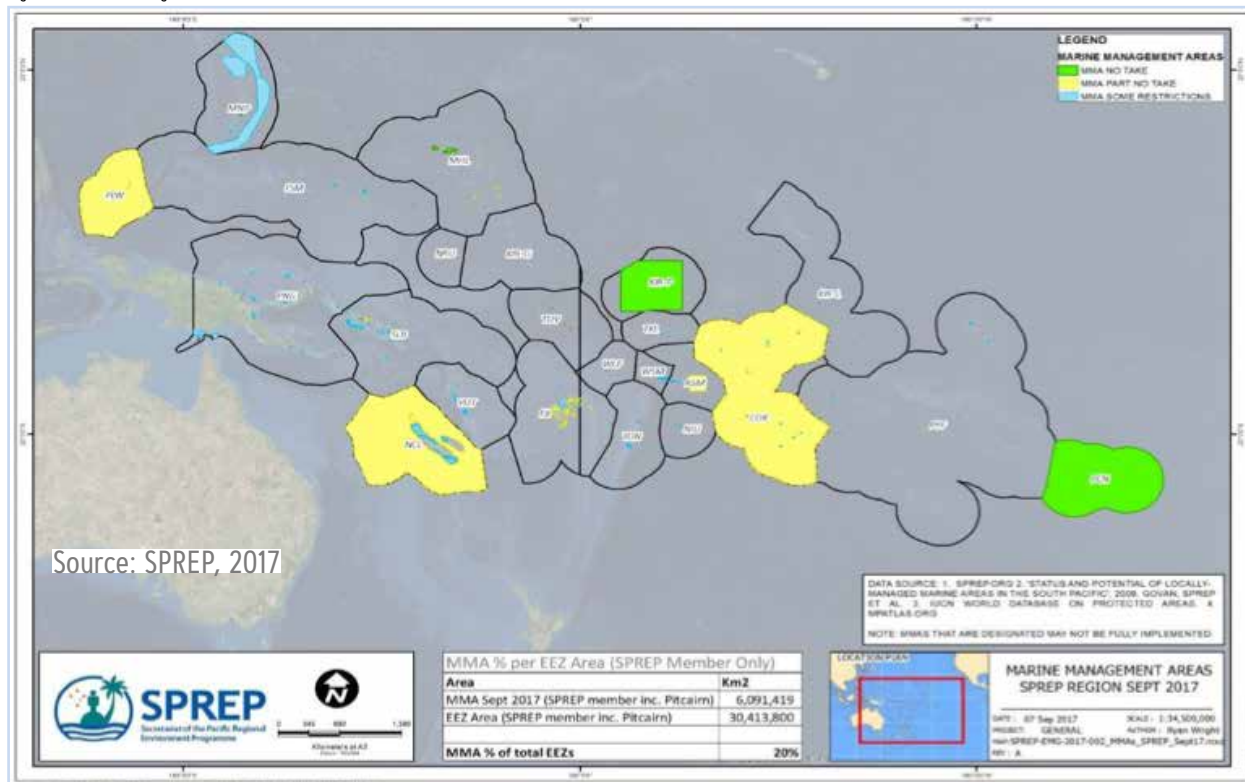 LEGEND
MARINE MANAGEMENT AREAS
MMA NO TAKE
MMA PART NO TAKE
MMA SOME RESTRICTIONS
MNP
MHL
PLW
FSM
NRU
KIR-G
KIR-P
KIR-L
PNG
SLB
TUV
TKL
WLF
WSM
ASM
VUT
FJI
COK
NCL
TON
NIU
PYF
PCN
Source: SPREP, 2017
DATA SOURCE: 1. SPREP.ORG 2. 'STATUS AND POTENTIAL OF LOCALLY-
MANAGED MARINE AREAS IN THE SOUTH PACIFIC', 2009, GOVAN, SPREP
ET AL. 3. IUCN WORLD DATABASE ON PROTECTED AREAS. 4.
MPATLAS.ORG
NOTE: MMAS THAT ARE DESIGNATED MAY NOT BE FULLY IMPLEMENTED
SPREP
Secretariat of the Pacific Regional
Environment Programme
N
Kilometers at A3
MMA % per EEZ Area (SPREP Member Only)
Area Km2
MMA Sept 2017 (SPREP member inc. Pitcairn) 6,091,419
EEZ Area (SPREP member inc. Pitcairn) 30,413,800
MMA % of total EEZs 20%
LOCATION PLAN
MARINE MANAGEMENT AREAS
SPREP REGION SEPT 2017
DATE: 07 Sep 2017 SCALE: 1:34,500,000
PROJECT: GENERAL AUTHOR: Ryan Wright
SPREP-EMG-2017-002_MMAs_SPREP_Sept17.mxd
REV: A